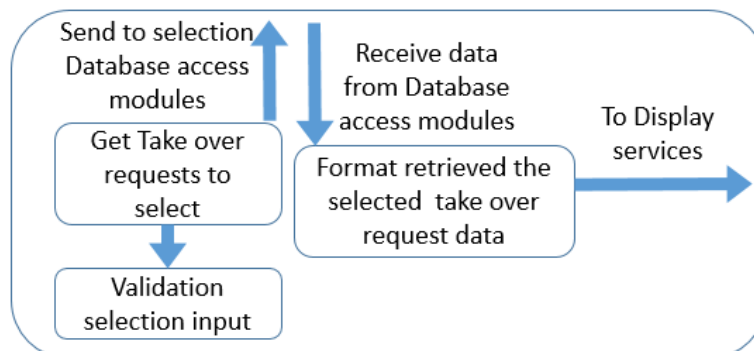 Send to selection
Database access
modules
Receive data
from Database
access modules
To Display
services
Get Take over
requests to
select
Format retrieved the
selected take over
request data
Validation
selection input